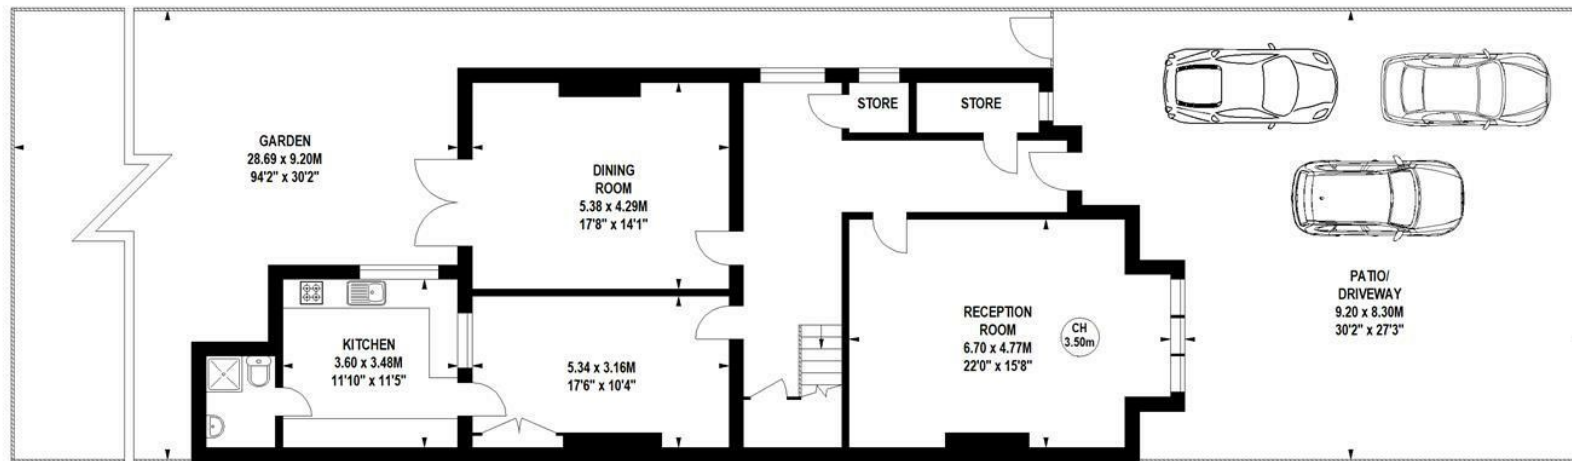 GARDEN
28.69 x 9.20M
94'2" x 30'2"
DINING
ROOM
5.38 x 4.29M
17'8" x 14'1"
STORE
STORE
KITCHEN
3.60 x 3.48M
11'10" x 11'5"
5.34 x 3.16M
17'6" x 10'4"
RECEPTION
ROOM
6.70 x 4.77M
22'0" x 15'8"
CH
3.50m
PATIO/
DRIVEWAY
9.20 x 8.30M
30'2" x 27'3"